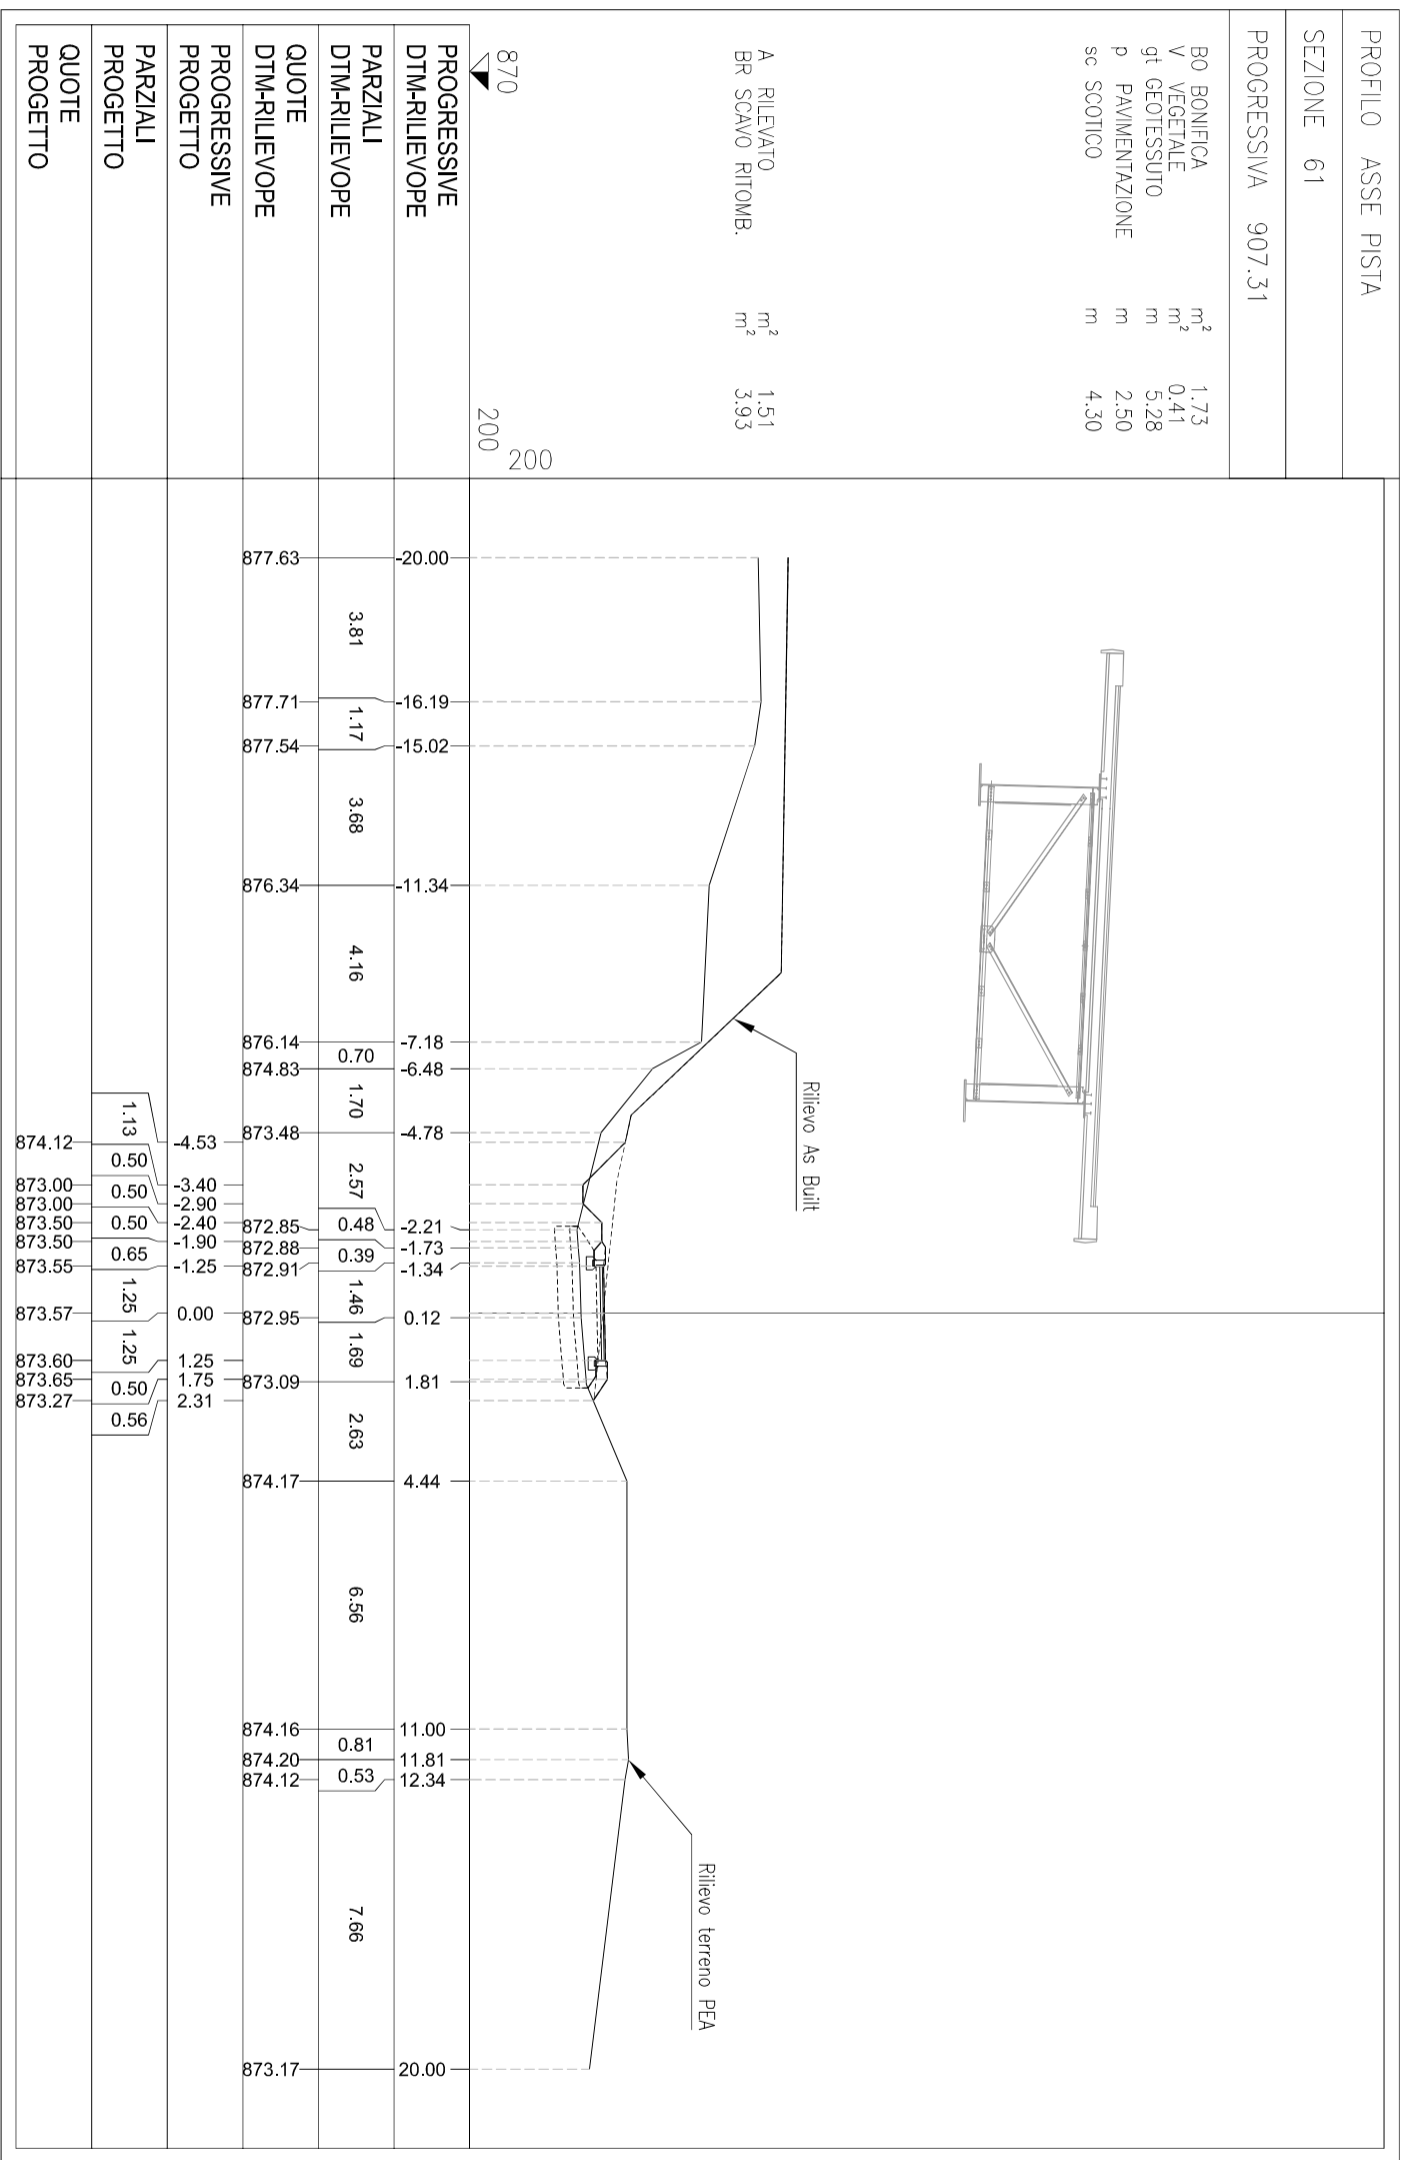 PROFILO ASSE PISTA
SEZIONE 61
PROGRESSIVA 907.31
BO BONIFICA m² 1.73
V VEGETALE m² 0.41
gt GEOTESSUTO m 5.28
p PAVIMENTAZIONE m 2.50
sc SCOTICO m 4.30
A RILEVATO m² 1.51
BR SCAVO RITOMB. m² 3.93
Rilievo As Built
Rilievo terreno PEA
870
200
200
PROGRESSIVE
DTM-RILIEVOPE
-20.00 -16.19 -15.02 -11.34 -7.18 -6.48 -4.78 -2.21 -1.73 -1.34 0.12 1.81 4.44 11.00 11.81 12.34 20.00
PARZIALI
DTM-RILIEVOPE
3.81 1.17 3.68 4.16 0.70 1.70 2.57 0.48 0.39 1.46 1.69 2.63 6.56 0.81 0.53 7.66
QUOTE
DTM-RILIEVOPE
877.63 877.71 877.54 876.34 876.14 874.83 873.48 872.85 872.88 872.91 872.95 873.09 874.17 874.16 874.20 874.12 873.17
PROGRESSIVE
PROGETTO
-4.53 -3.40 -2.90 -2.40 -1.90 -1.25 0.00 1.25 1.75 2.31
PARZIALI
PROGETTO
1.13 0.50 0.50 0.50 0.65 1.25 1.25 0.50 0.56
QUOTE
PROGETTO
874.12 873.00 873.00 873.50 873.50 873.55 873.57 873.60 873.65 873.27